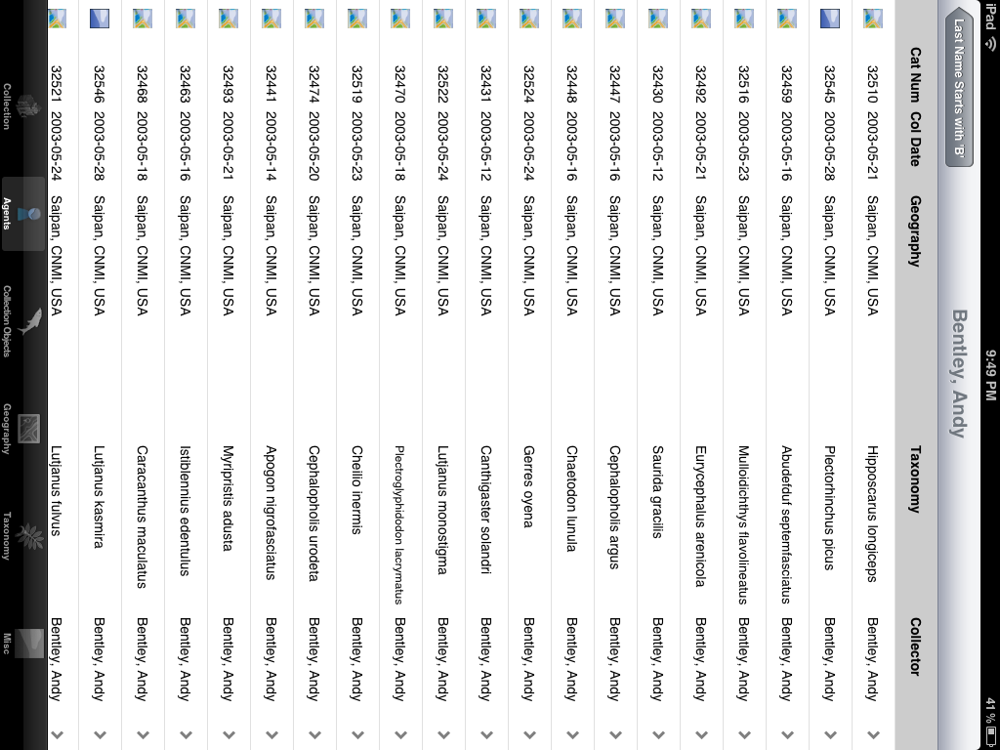 iPad 9:49 PM 41 %
Last Name Starts with 'B' Bentley, Andy
Cat Num Col Date Geography Taxonomy Collector
32510 2003-05-21 Saipan, CNMI, USA Hipposcarus longiceps Bentley, Andy
32545 2003-05-28 Saipan, CNMI, USA Plectorhinchus picus Bentley, Andy
32459 2003-05-16 Saipan, CNMI, USA Abudefduf septemfasciatus Bentley, Andy
32516 2003-05-23 Saipan, CNMI, USA Mulloidichthys flavolineatus Bentley, Andy
32492 2003-05-21 Saipan, CNMI, USA Eurycephalus arenicola Bentley, Andy
32430 2003-05-12 Saipan, CNMI, USA Saurida gracilis Bentley, Andy
32447 2003-05-16 Saipan, CNMI, USA Cephalopholis argus Bentley, Andy
32448 2003-05-16 Saipan, CNMI, USA Chaetodon lunula Bentley, Andy
32524 2003-05-24 Saipan, CNMI, USA Gerres oyena Bentley, Andy
32431 2003-05-12 Saipan, CNMI, USA Canthigaster solandri Bentley, Andy
32522 2003-05-24 Saipan, CNMI, USA Lutjanus monostigma Bentley, Andy
32470 2003-05-18 Saipan, CNMI, USA Plectroglyphidodon lacrymatus Bentley, Andy
32519 2003-05-23 Saipan, CNMI, USA Cheilio inermis Bentley, Andy
32474 2003-05-20 Saipan, CNMI, USA Cephalopholis urodeta Bentley, Andy
32441 2003-05-14 Saipan, CNMI, USA Apogon nigrofasciatus Bentley, Andy
32493 2003-05-21 Saipan, CNMI, USA Myripristis adusta Bentley, Andy
32463 2003-05-16 Saipan, CNMI, USA Istiblennius edentulus Bentley, Andy
32468 2003-05-18 Saipan, CNMI, USA Caracanthus maculatus Bentley, Andy
32546 2003-05-28 Saipan, CNMI, USA Lutjanus kasmira Bentley, Andy
32521 2003-05-24 Saipan, CNMI, USA Lutjanus fulvus Bentley, Andy
Collection Agents Collection Objects Geography Taxonomy Misc